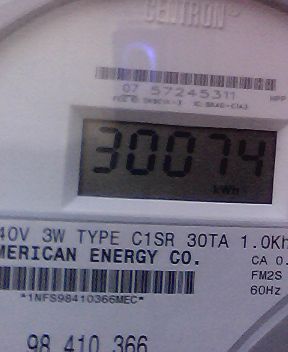 CENTRON
07 57245311
30074
kWh
40V 3W TYPE C1SR 30TA 1.0Kh
MERICAN ENERGY CO.
CA 0.
FM2S
*1NFS98410366MEC*
60Hz
98 410 366